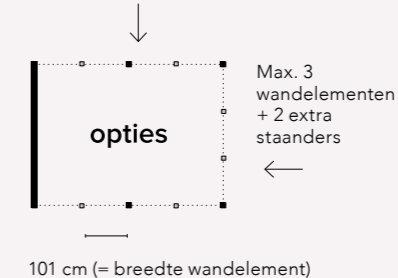 Max. 3
wandelementen
+ 2 extra
staanders
opties
101 cm (= breedte wandelement)